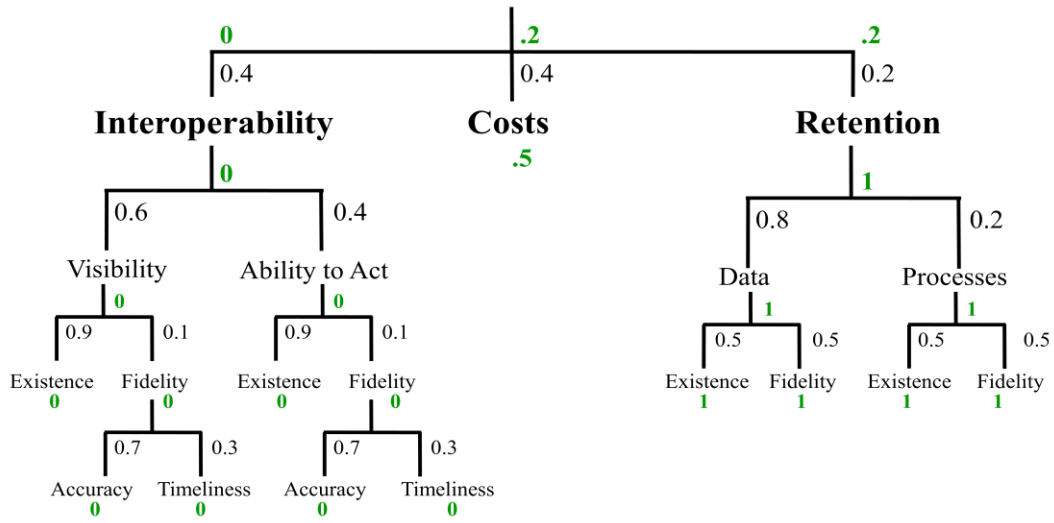 0 .2 .2
0.4 0.4 0.2
Interoperability Costs Retention
.5
0 1
0.6 0.4 0.8 0.2
Visibility Ability to Act Data Processes
0 0 1 1
0.9 0.1 0.9 0.1 0.5 0.5 0.5 0.5
Existence Fidelity Existence Fidelity Existence Fidelity Existence Fidelity
0 0 0 0 1 1 1 1
0.7 0.3 0.7 0.3
Accuracy Timeliness Accuracy Timeliness
0 0 0 0